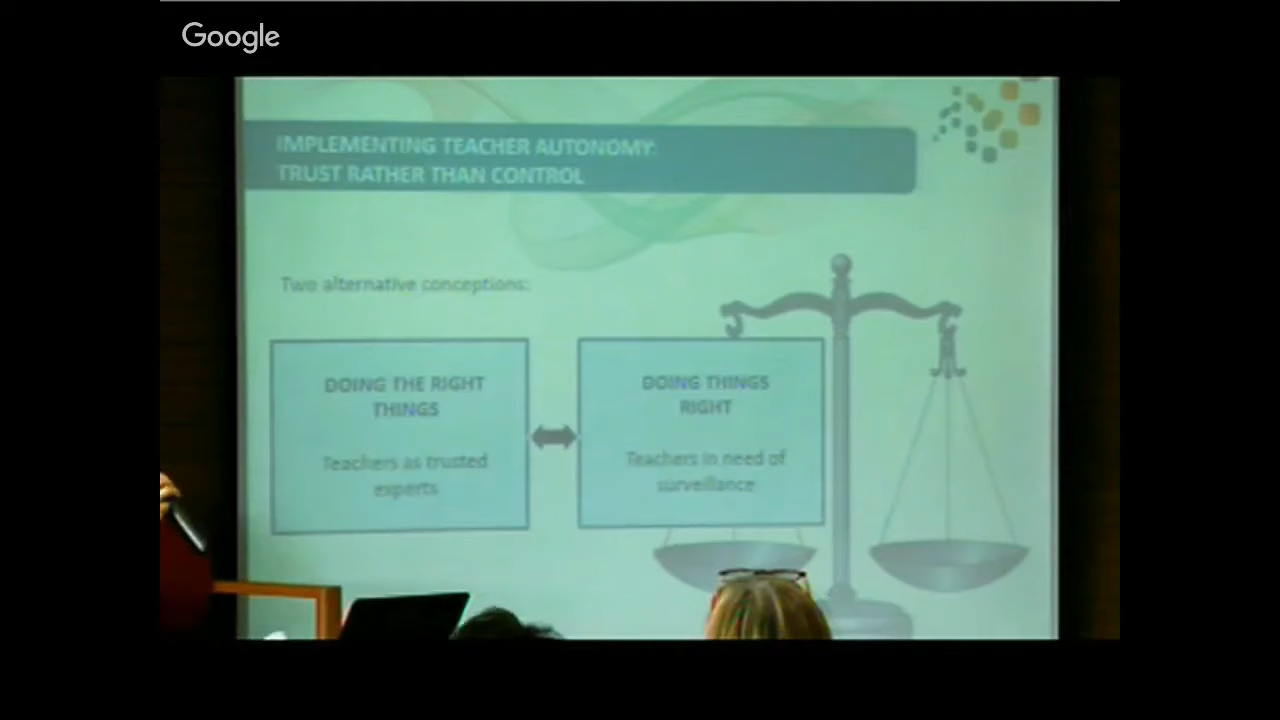 Google
IMPLEMENTING TEACHER AUTONOMY:
TRUST RATHER THAN CONTROL
Two alternative conceptions:
DOING THE RIGHT
THINGS
Teachers as trusted
experts
DOING THINGS
RIGHT
Teachers in need of
surveillance